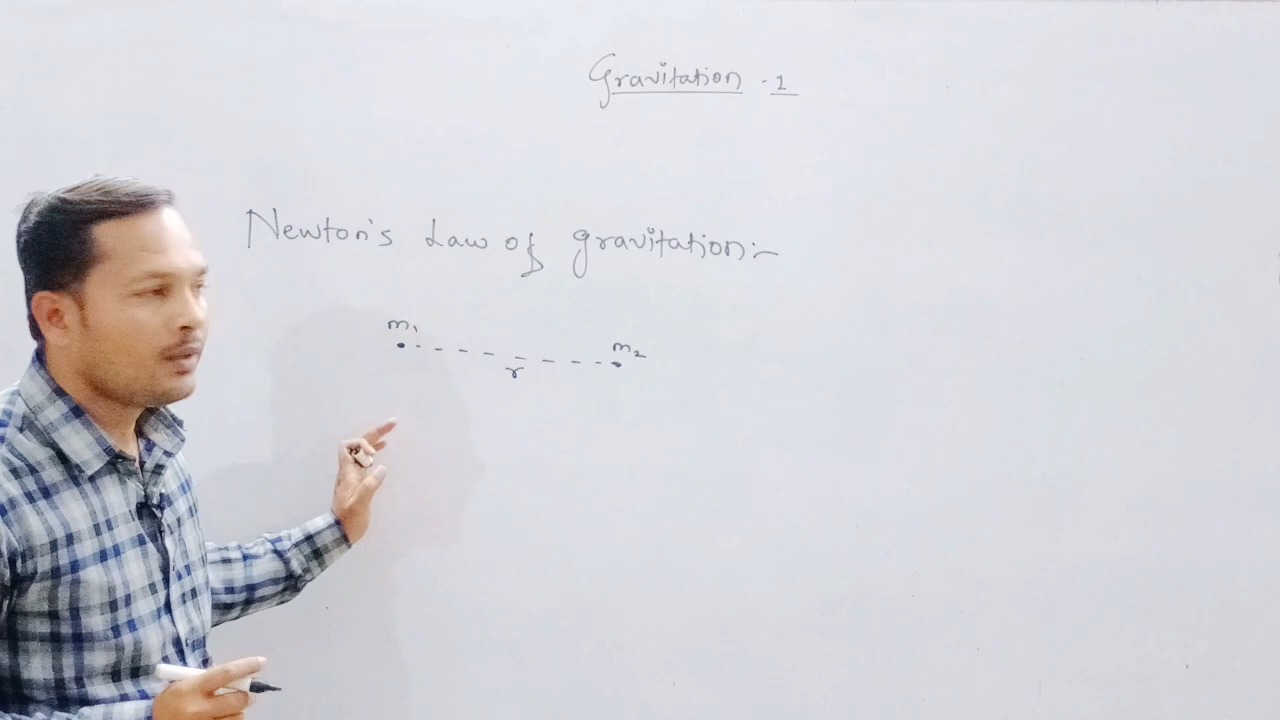 Gravitation - 1
Newton's Law of gravitation:-
m₁
m₂
r